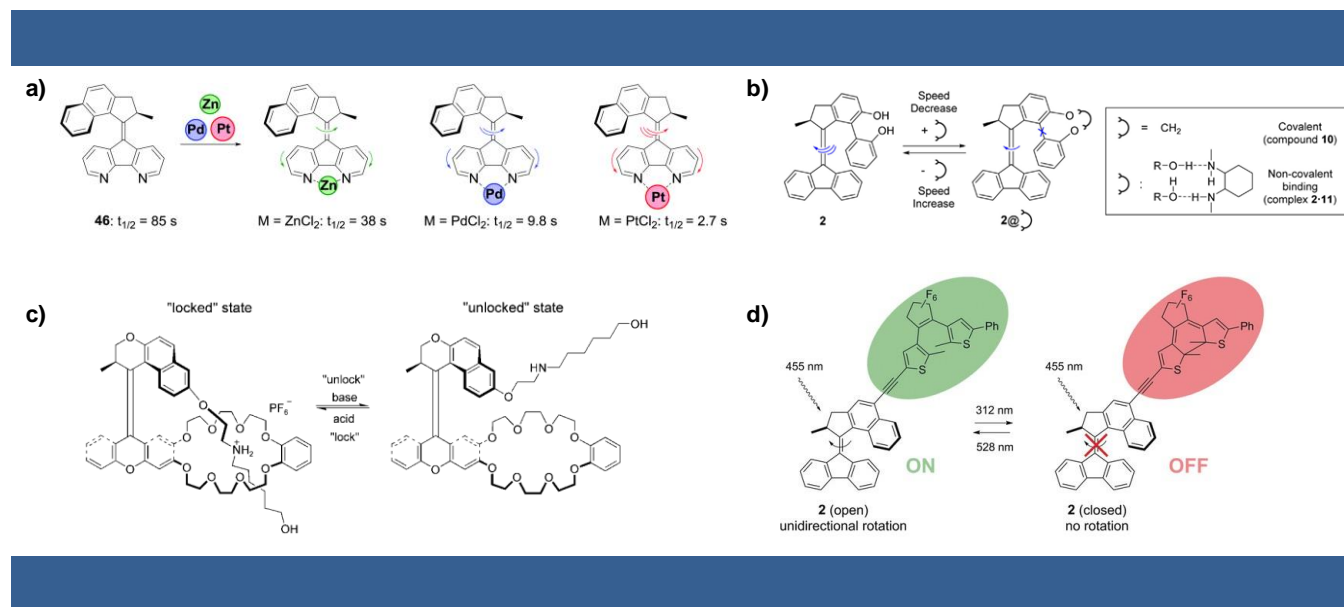 a)
Zn
Pd
Pt
N
N
46: t1/2 = 85 s
N
N
Zn
M = ZnCl2: t1/2 = 38 s
N
N
Pd
M = PdCl2: t1/2 = 9.8 s
N
N
Pt
M = PtCl2: t1/2 = 2.7 s
b)
OH
OH
2
Speed
Decrease
+
-
Speed
Increase
O
O
2@
= CH2
Covalent
(compound 10)
:
R-O-H---N
H
H
R-O---H-N
Non-covalent
binding
(complex 2·11)
c)
"locked" state
O
O
PF6−
O
O
O
O
O
NH2+
O
O
O
O
O
OH
"unlock"
base
acid
"lock"
"unlocked" state
OH
O
HN
O
O
O
O
O
O
O
O
O
O
d)
F6
Ph
S
S
455 nm
ON
2 (open)
unidirectional rotation
312 nm
528 nm
F6
Ph
S
S
455 nm
OFF
2 (closed)
no rotation